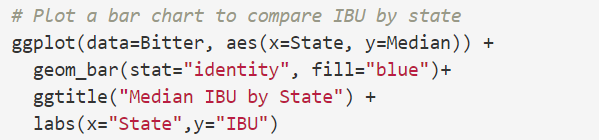 # Plot a bar chart to compare IBU by state
ggplot(data=Bitter, aes(x=State, y=Median)) +
  geom_bar(stat="identity", fill="blue")+
  ggtitle("Median IBU by State") +
  labs(x="State",y="IBU")